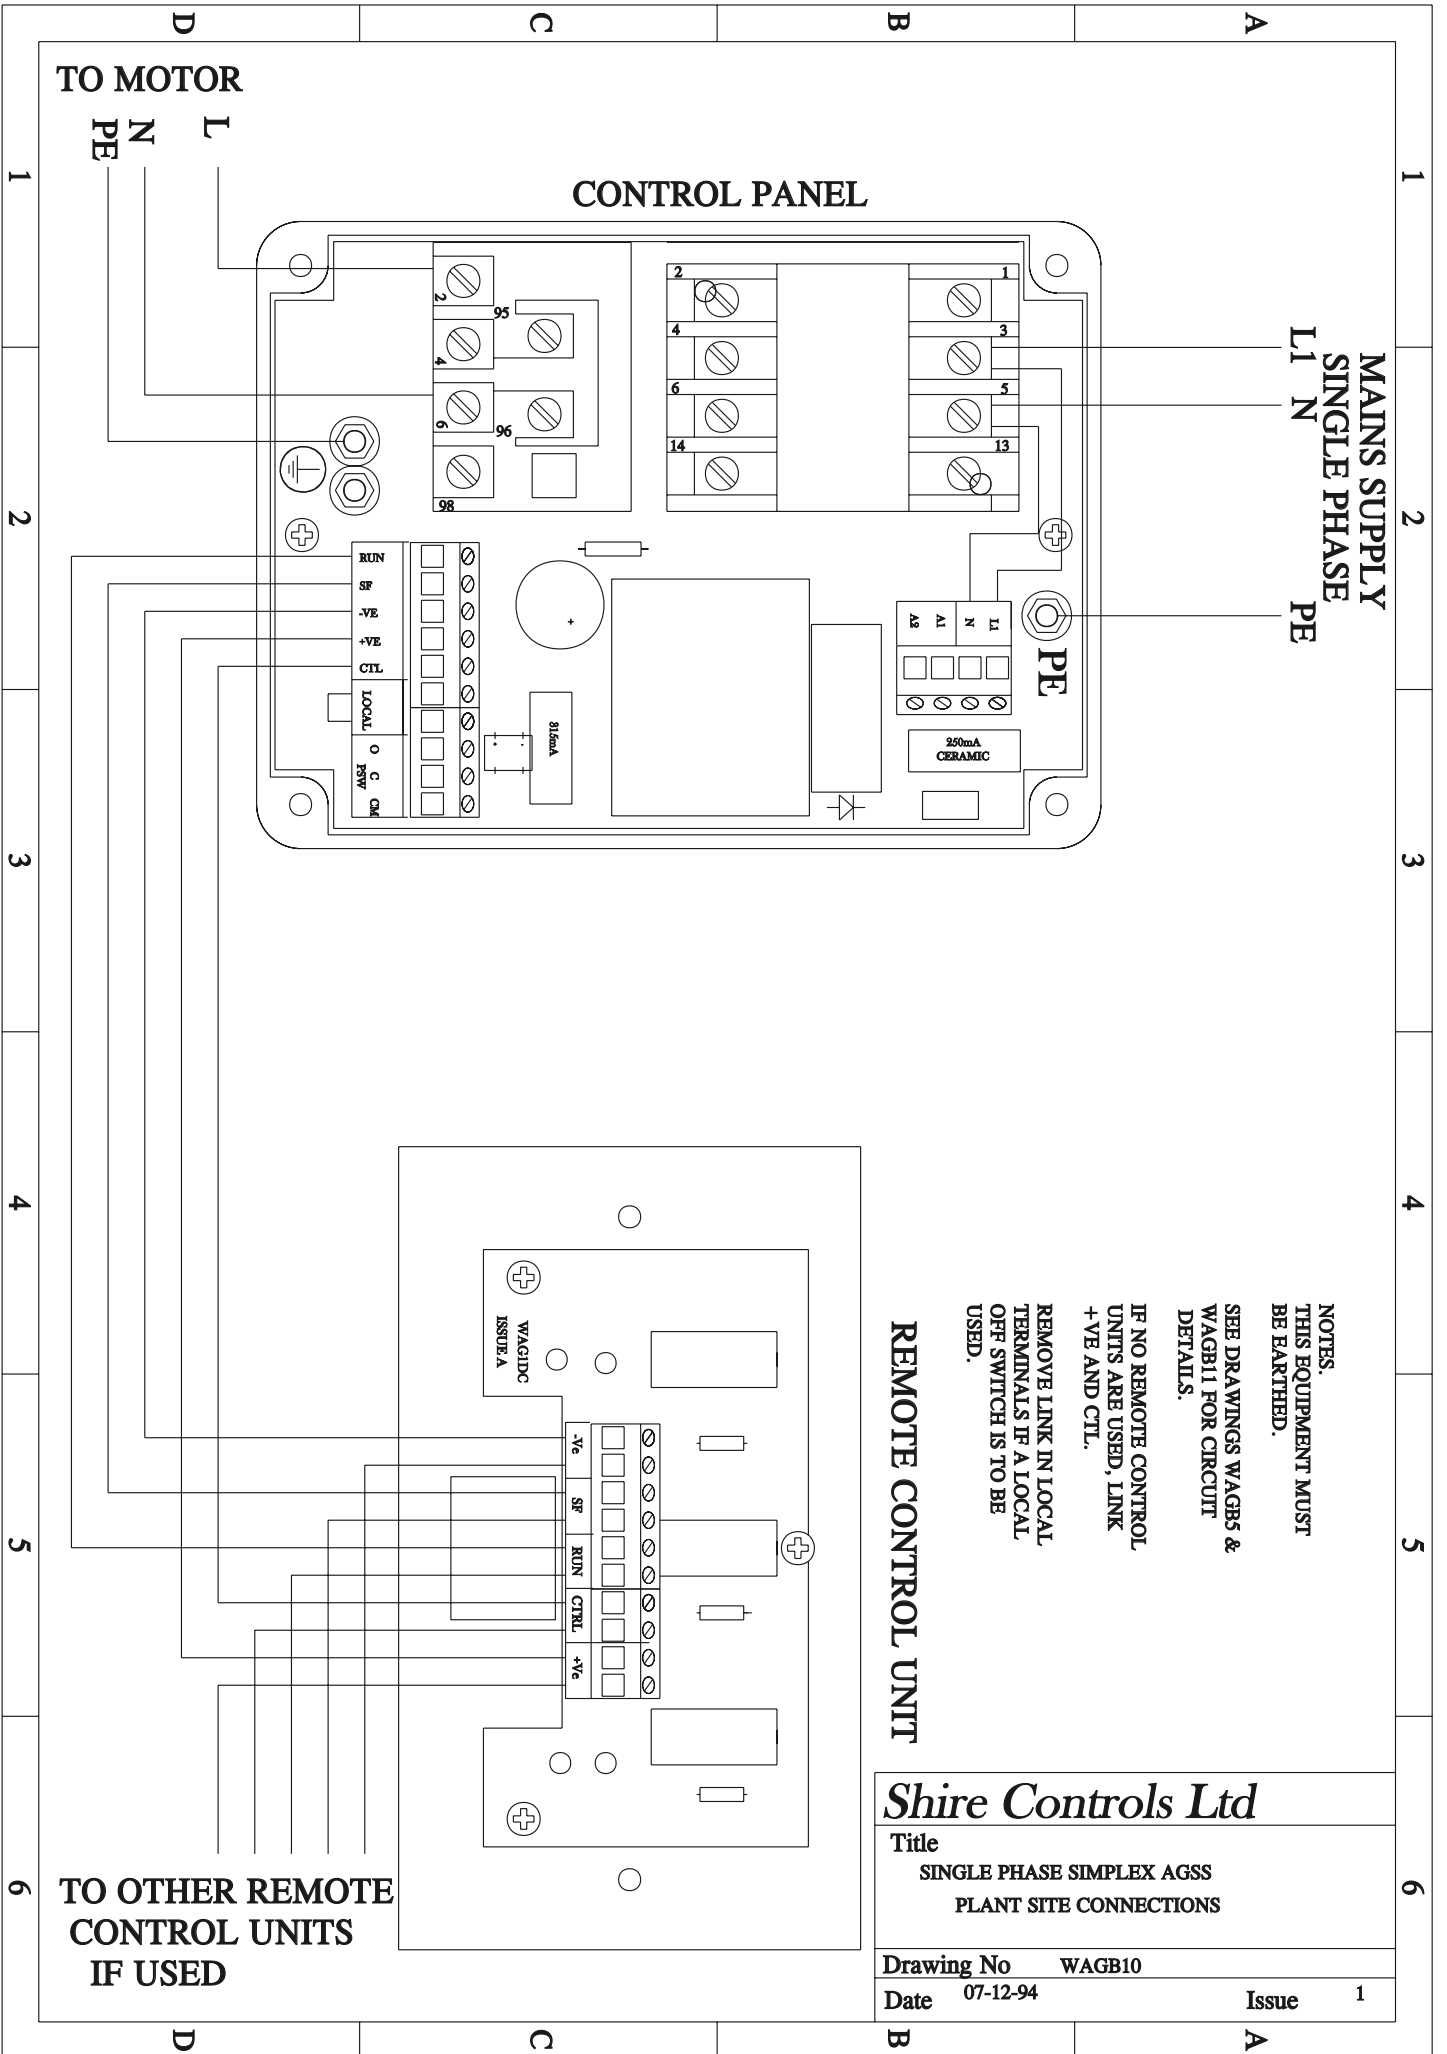 D
C
B
A
1
2
3
4
5
6
1
2
3
4
5
6
D
C
B
A
TO MOTOR
L
N
PE
CONTROL PANEL
MAINS SUPPLY
SINGLE PHASE
L1 N PE
2
4
6
14
1
3
5
13
2
4
6
95
96
98
RUN
SF
-VE
+VE
CTL
LOCAL
O C CM
PSW
+
315mA
A2
A1
N
L1
PE
250mA
CERAMIC
NOTES.
THIS EQUIPMENT MUST
BE EARTHED.
SEE DRAWINGS WAGB5 &
WAGB11 FOR CIRCUIT
DETAILS.
IF NO REMOTE CONTROL
UNITS ARE USED, LINK
+VE AND CTL.
REMOVE LINK IN LOCAL
TERMINALS IF A LOCAL
OFF SWITCH IS TO BE
USED.
REMOTE CONTROL UNIT
WAG1DC
ISSUE A
-Ve
SF
RUN
CTRL
+Ve
TO OTHER REMOTE
CONTROL UNITS
IF USED
Shire Controls Ltd
Title
SINGLE PHASE SIMPLEX AGSS
PLANT SITE CONNECTIONS
Drawing No WAGB10
Date 07-12-94 Issue 1